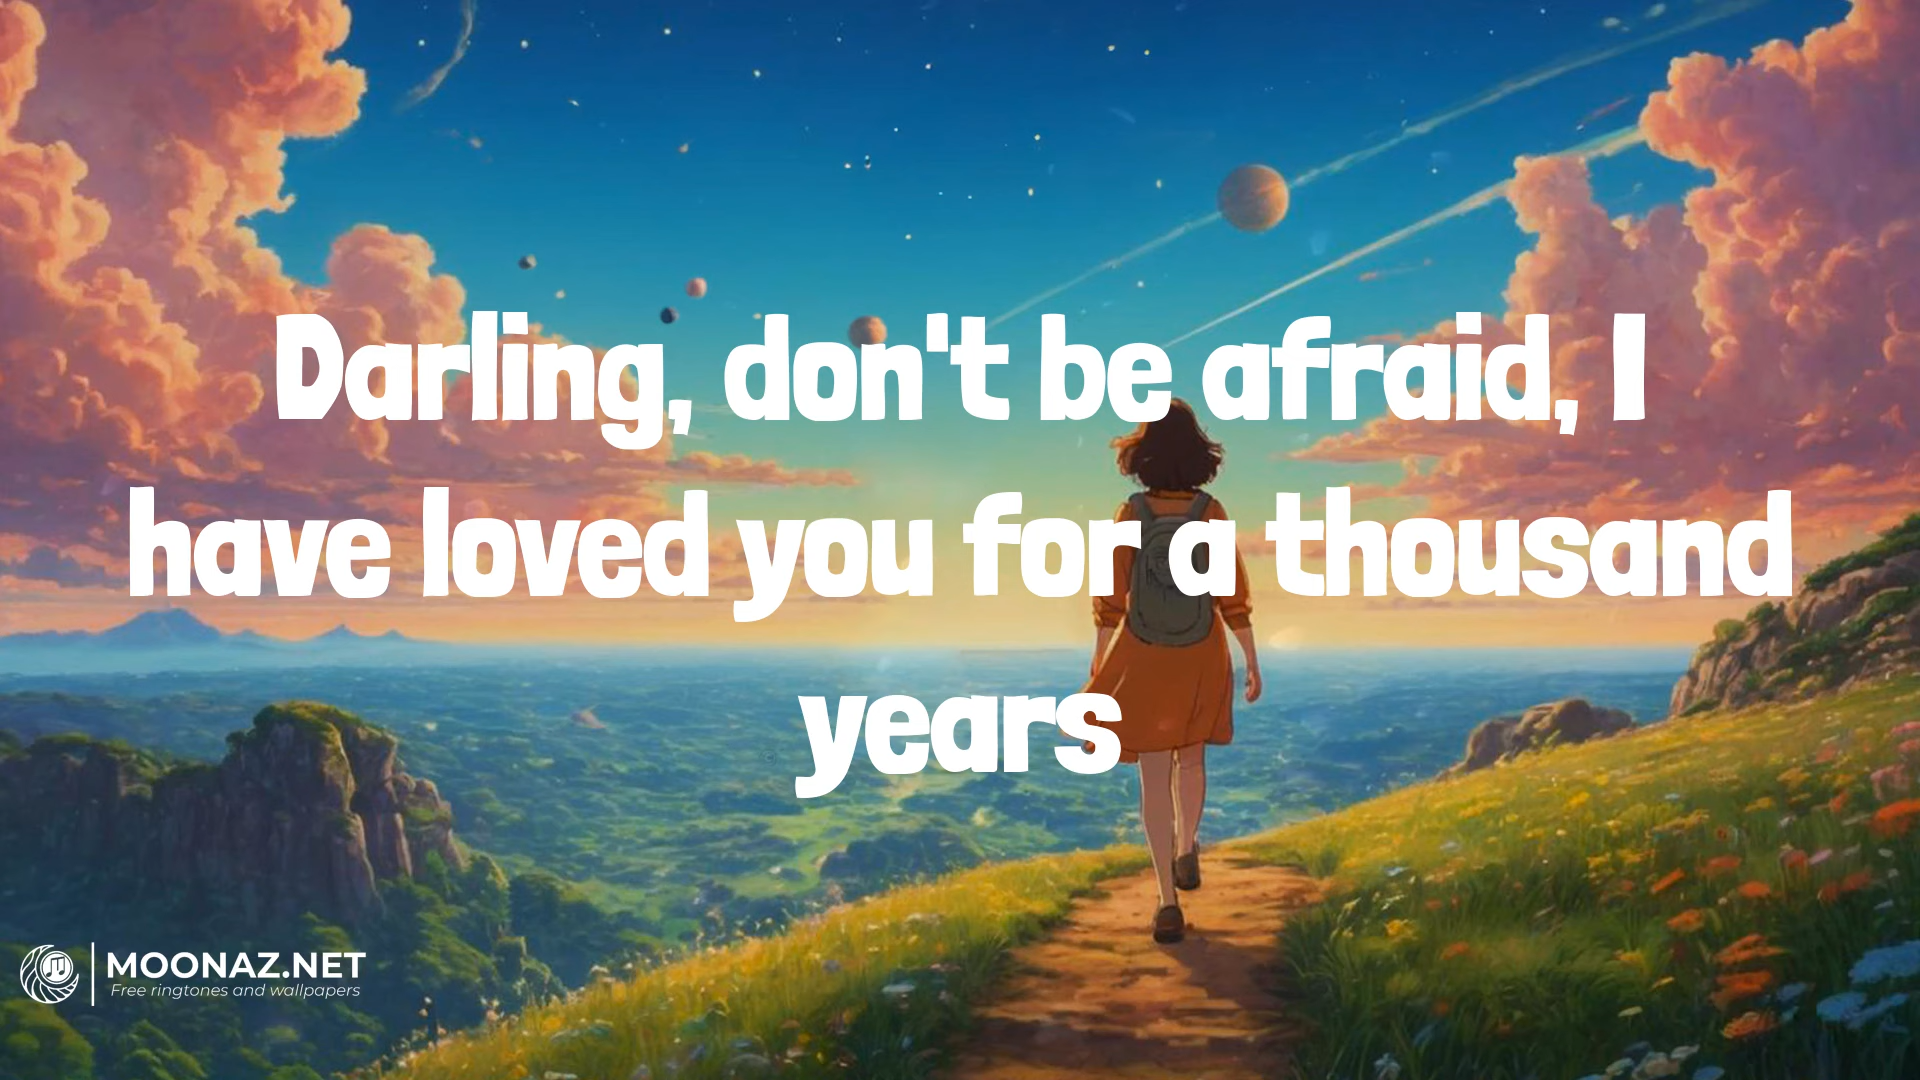 Darling, don't be afraid, I
have loved you for a thousand
years
MOONAZ.NET
Free ringtones and wallpapers